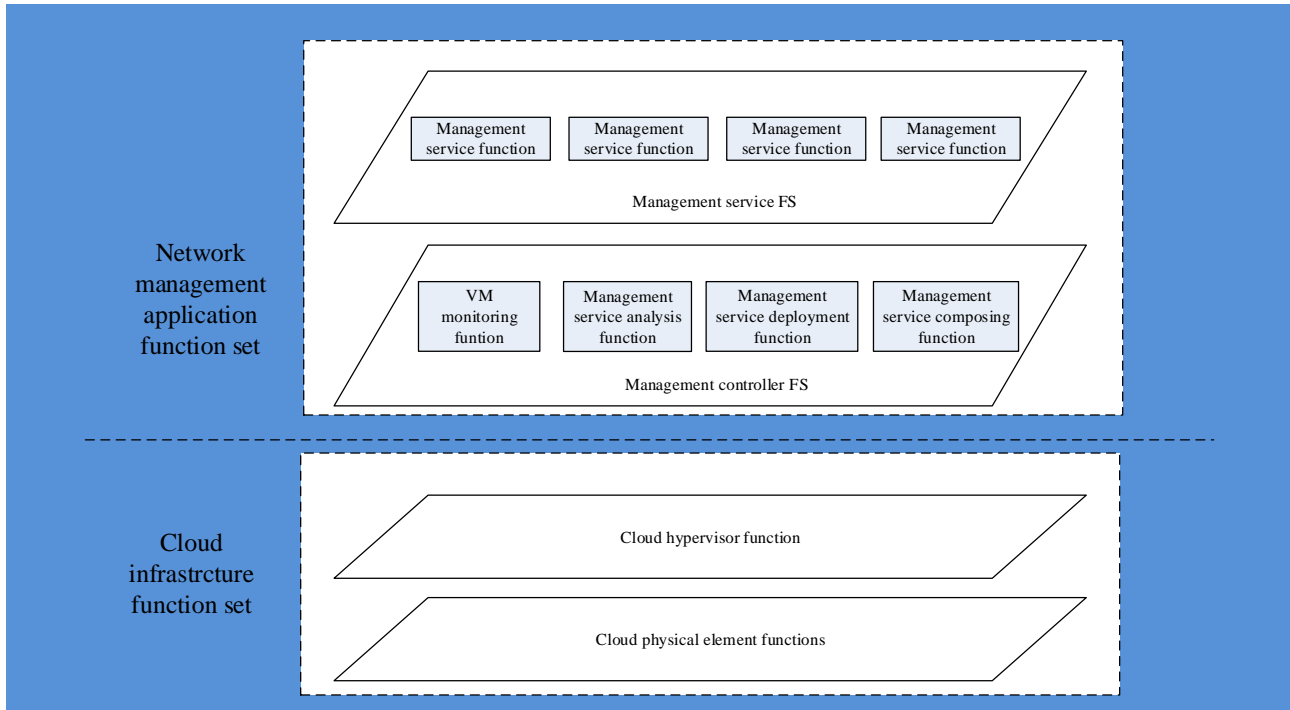 Management
service function
Management
service function
Management
service function
Management
service function
Management service FS
Network
management
application
function set
VM
monitoring
funtion
Management
service analysis
function
Management
service deployment
function
Management
service composing
function
Management controller FS
Cloud
infrastrcture
function set
Cloud hypervisor function
Cloud physical element functions